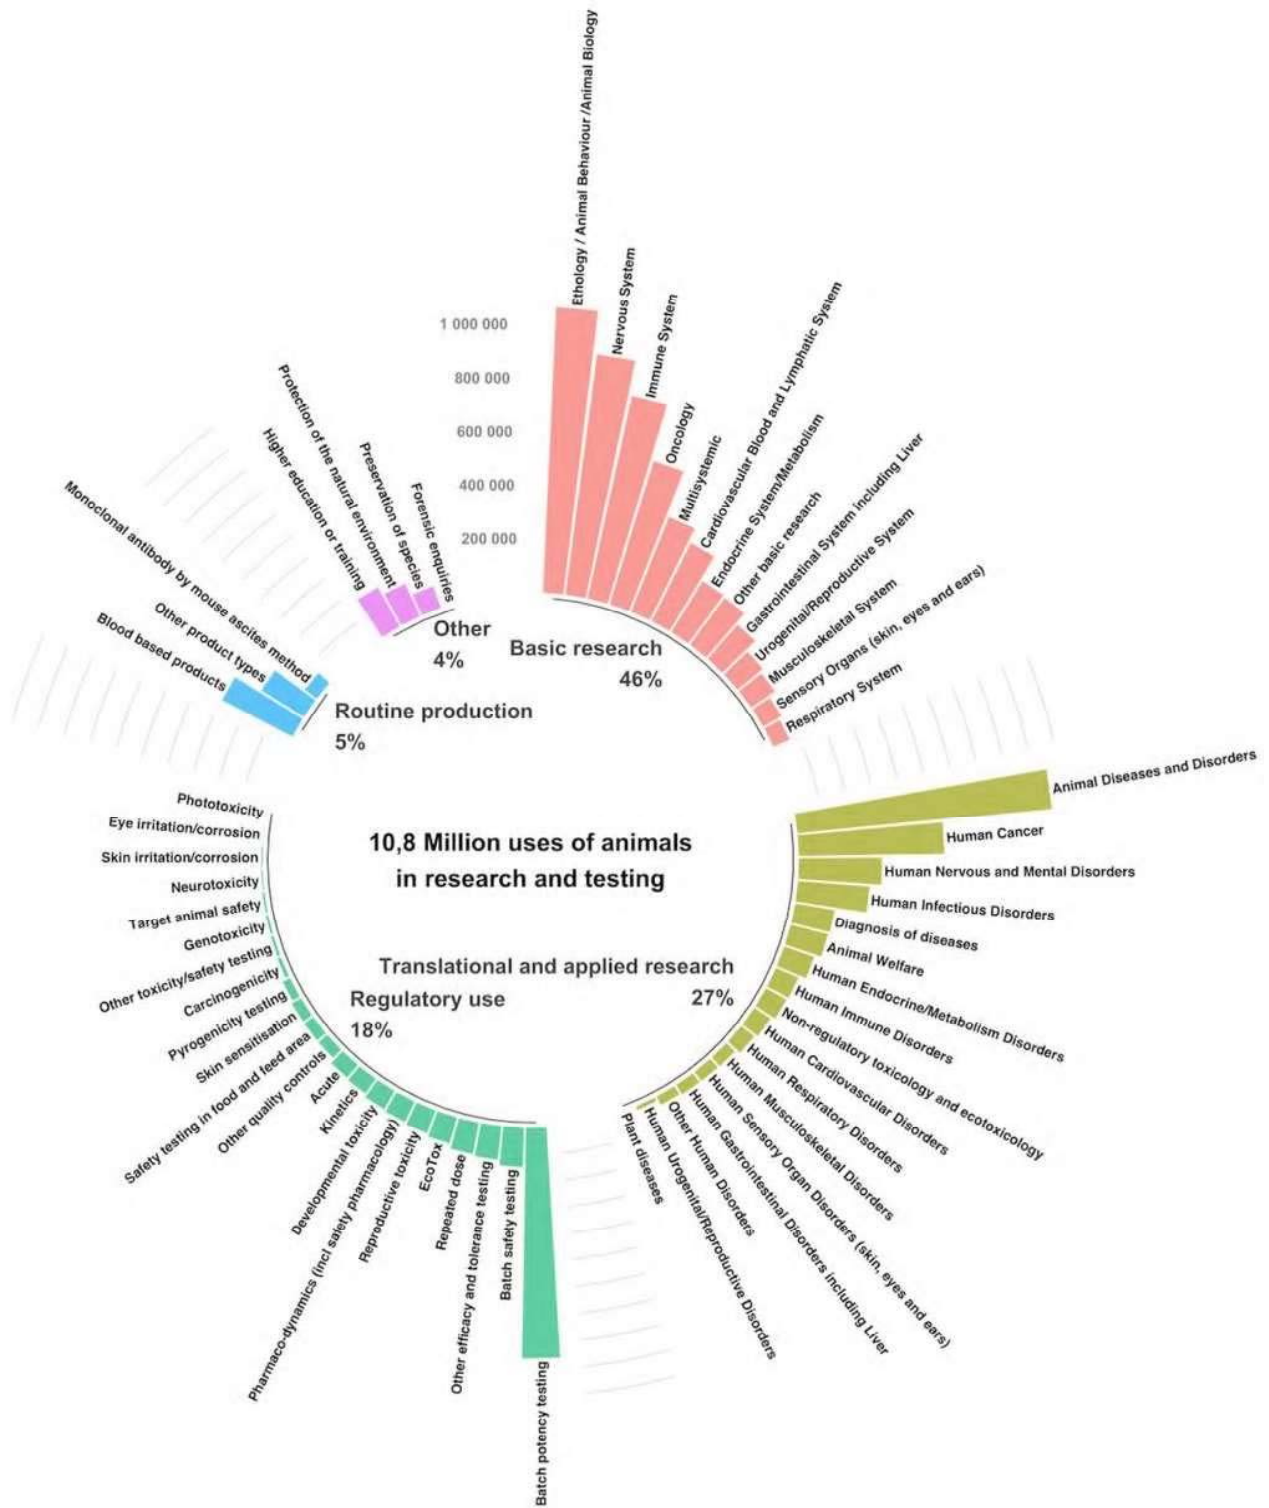 Ethology / Animal Behaviour /Animal Biology
Nervous System
Immune System
Oncology
Multisystemic
Cardiovascular Blood and Lymphatic System
Endocrine System/Metabolism
Other basic research
Gastrointestinal System including Liver
Urogenital/Reproductive System
Musculoskeletal System
Sensory Organs (skin, eyes and ears)
Respiratory System
1 000 000
800 000
600 000
400 000
200 000
Basic research
46%
Animal Diseases and Disorders
Human Cancer
Human Nervous and Mental Disorders
Human Infectious Disorders
Diagnosis of diseases
Animal Welfare
Human Endocrine/Metabolism Disorders
Human Immune Disorders
Non-regulatory toxicology and ecotoxicology
Human Cardiovascular Disorders
Human Respiratory Disorders
Human Musculoskeletal Disorders
Human Sensory Organ Disorders (skin, eyes and ears)
Human Gastrointestinal Disorders including Liver
Other Human Disorders
Human Urogenital/Reproductive Disorders
Plant diseases
Translational and applied research
27%
Batch potency testing
Batch safety testing
Other efficacy and tolerance testing
Repeated dose
EcoTox
Reproductive toxicity
Pharmaco-dynamics (incl safety pharmacology)
Developmental toxicity
Kinetics
Acute
Other quality controls
Safety testing in food and feed area
Skin sensitisation
Pyrogenicity testing
Carcinogenicity
Other toxicity/safety testing
Genotoxicity
Target animal safety
Neurotoxicity
Skin irritation/corrosion
Eye irritation/corrosion
Phototoxicity
Regulatory use
18%
Blood based products
Other product types
Monoclonal antibody by mouse ascites method
Routine production
5%
Higher education or training
Protection of the natural environment
Preservation of species
Forensic enquiries
Other
4%
10,8 Million uses of animals
in research and testing